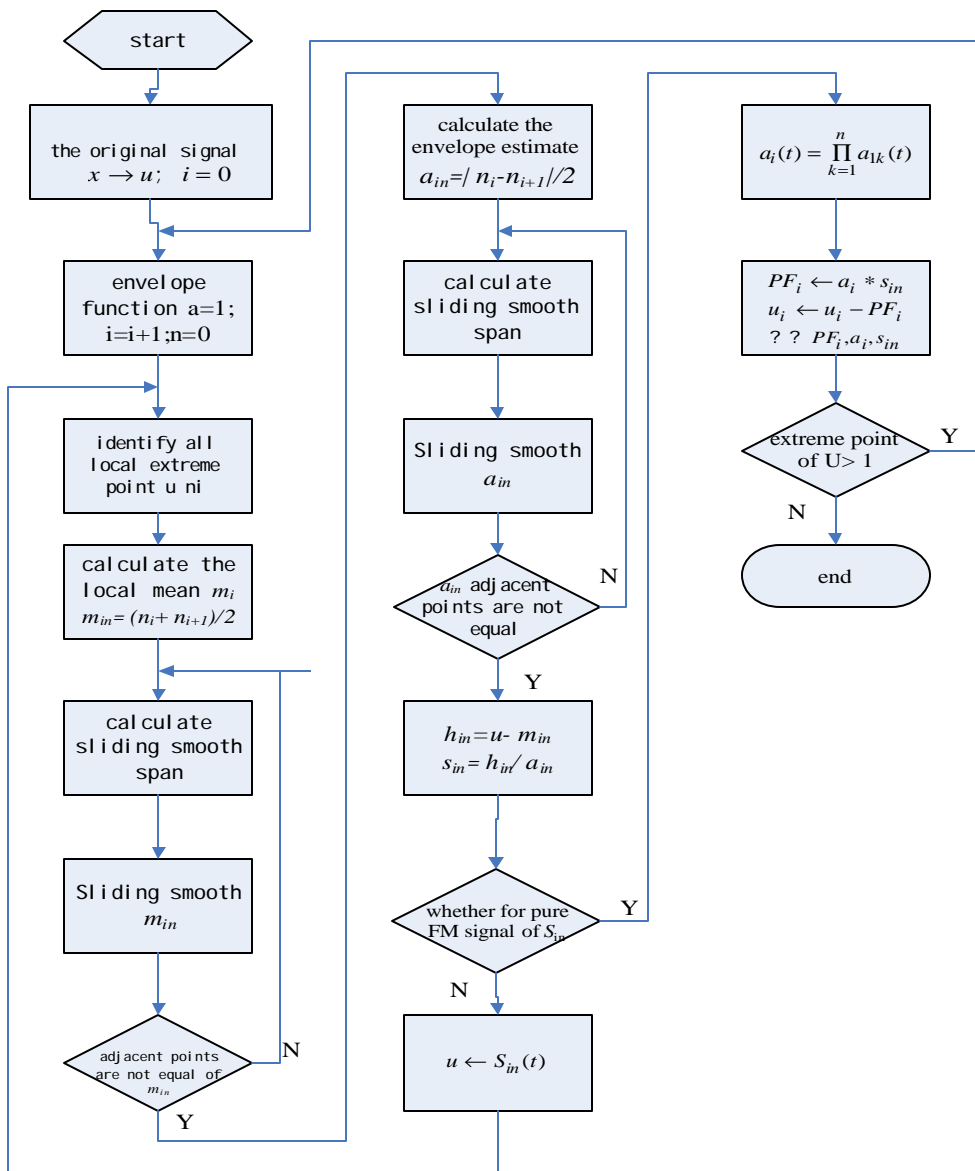 start
the original signal
x → u; i = 0
envelope
function a=1;
i=i+1;n=0
identify all
local extreme
point u ni
calculate the
local mean mᵢ
mᵢₙ=(nᵢ+ nᵢ₊₁)/2
calculate
sliding smooth
span
Sliding smooth
mᵢₙ
adjacent points
are not equal of
mᵢₙ
N
Y
calculate the
envelope estimate
aᵢₙ=| nᵢ-nᵢ₊₁|/2
calculate
sliding smooth
span
Sliding smooth
aᵢₙ
aᵢₙ adjacent
points are not
equal
N
Y
hᵢₙ=u- mᵢₙ
sᵢₙ= hᵢₙ/ aᵢₙ
whether for pure
FM signal of Sᵢₙ
Y
N
u ← Sᵢₙ(t)
aᵢ(t) = ∏ₖ₌₁ⁿ a₁ₖ(t)
PFᵢ ← aᵢ * sᵢₙ
uᵢ ← uᵢ − PFᵢ
? ? PFᵢ,aᵢ,sᵢₙ
extreme point
of U> 1
Y
N
end